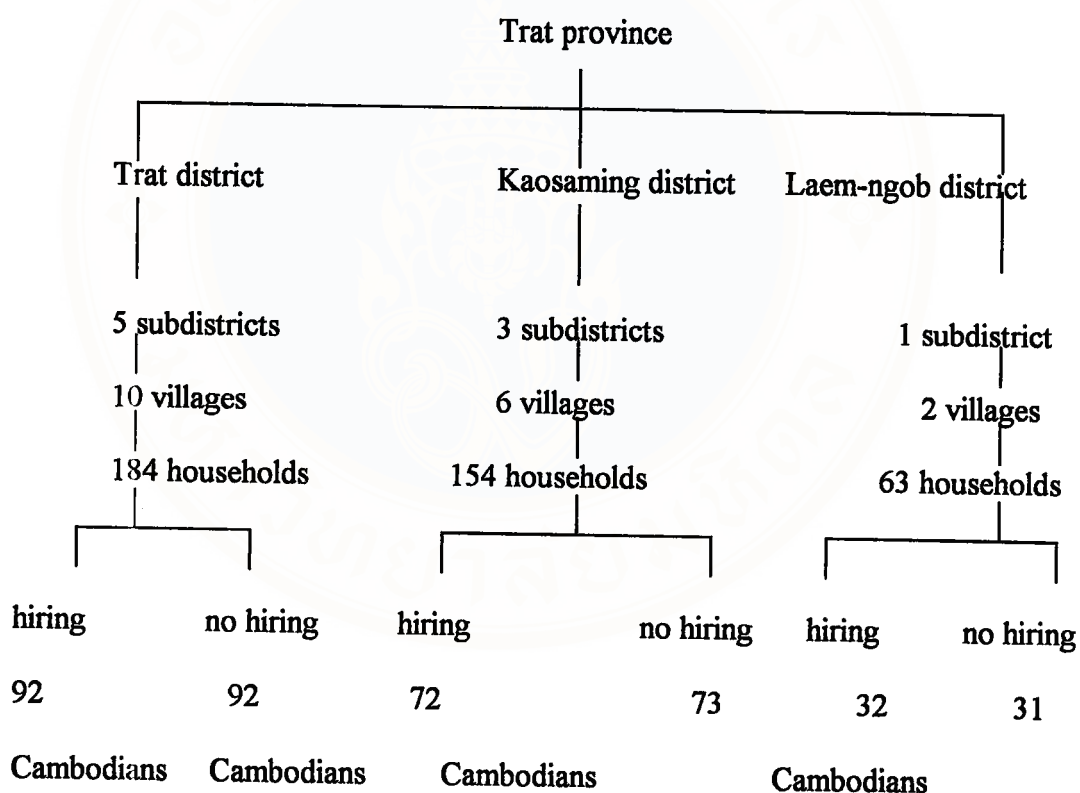 Trat province
Trat district Kaosaming district Laem-ngob district
5 subdistricts 3 subdistricts 1 subdistrict
10 villages 6 villages 2 villages
184 households 154 households 63 households
hiring no hiring hiring no hiring hiring no hiring
92 92 72 73 32 31
Cambodians Cambodians Cambodians Cambodians